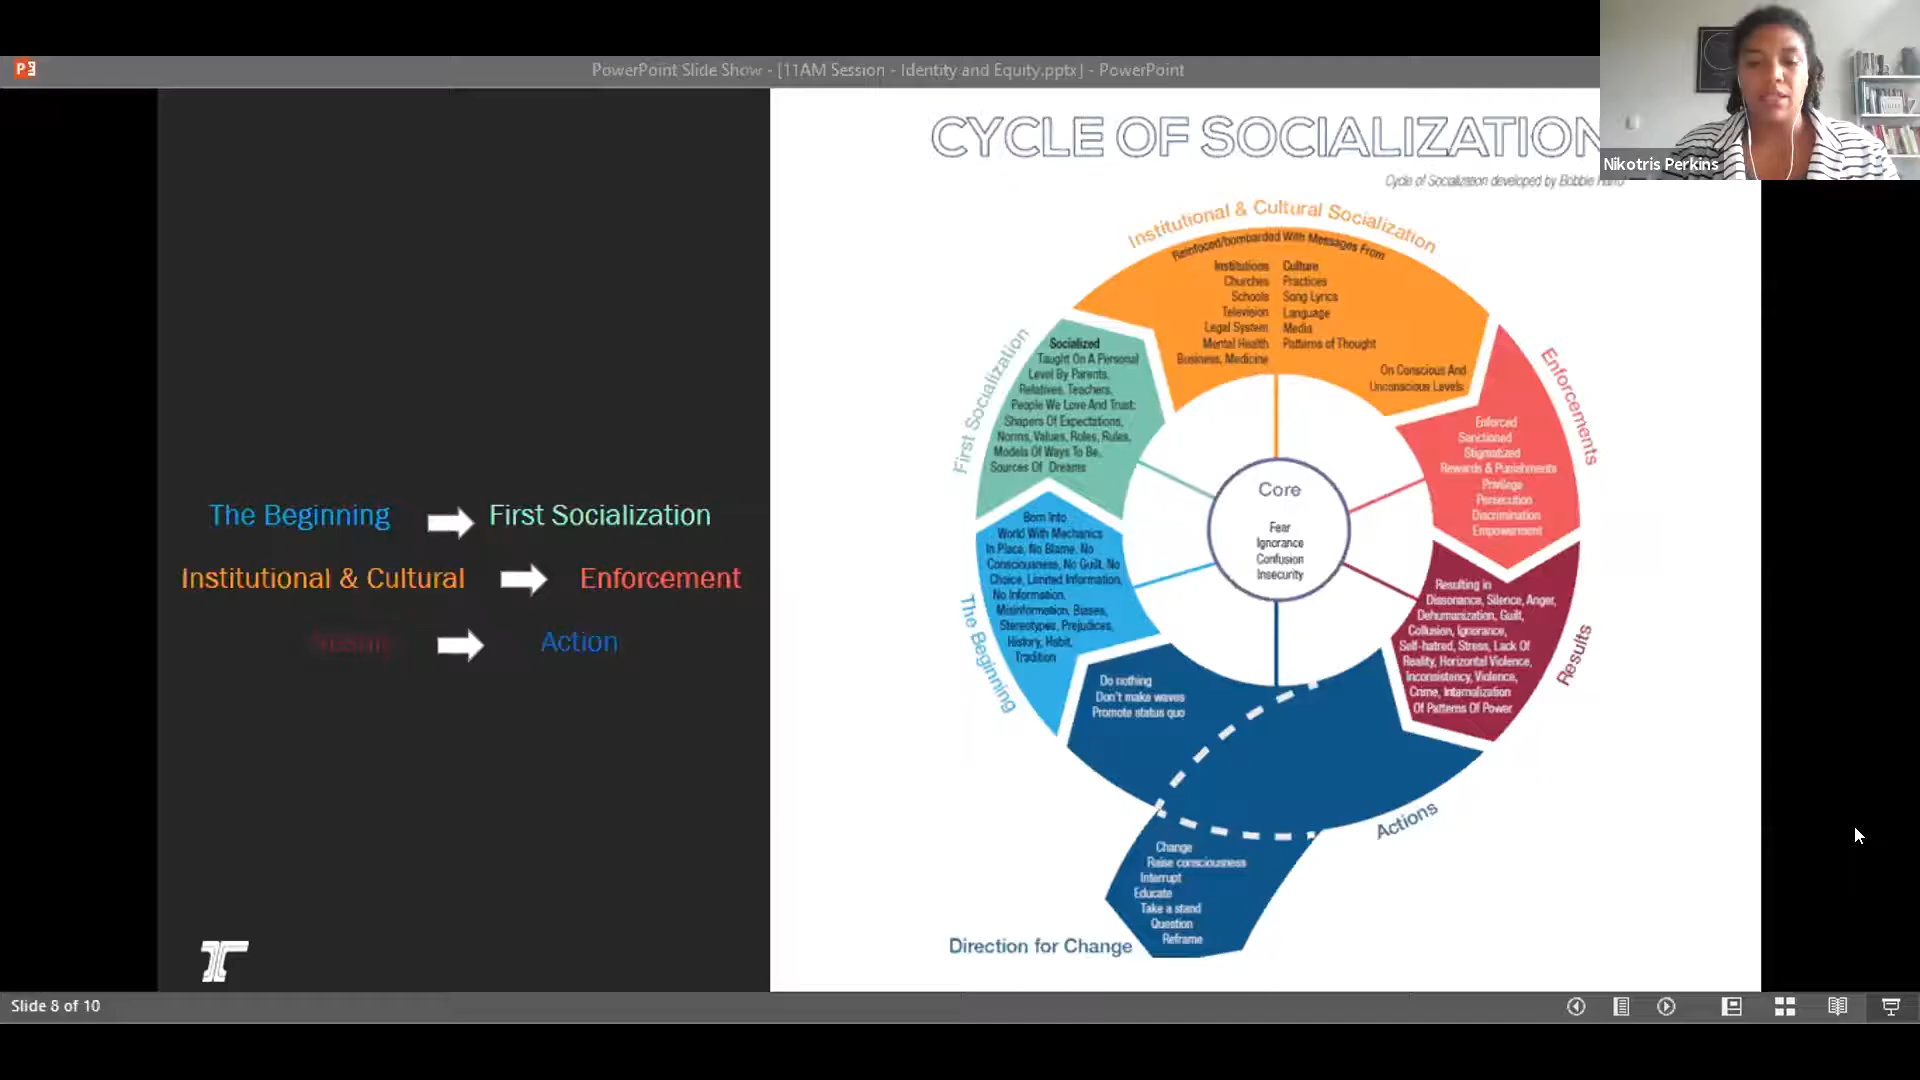 PowerPoint Slide Show - [11AM Session - Identity and Equity.pptx] - PowerPoint
Nikotris Perkins
CYCLE OF SOCIALIZATION
Cycle of Socialization developed by Bobbie
The Beginning
First Socialization
Institutional & Cultural
Enforcement
Action
Institutional & Cultural Socialization
Reinfoced/bombarded With Messages From
Institutions
Churches
Schools
Television
Legal System
Mental Health
Business, Medicine
Culture
Practices
Song Lyrics
Language
Media
Patterns of Thought
On Conscious And
Unconscious Levels
First Socialization
Socialized
Taught On A Personal
Level By Parents,
Relatives, Teachers,
People We Love And Trust:
Shapers Of Expectations,
Norms, Values, Roles, Rules,
Models Of Ways To Be,
Sources Of Dreams
Enforcements
Enforced
Sanctioned
Stigmatized
Rewards & Punishments
Privilege
Persecution
Discrimination
Empowerment
Core
Fear
Ignorance
Confusion
Insecurity
The Beginning
Born Into
World With Mechanics
In Place, No Blame, No
Consciousness, No Guilt, No
Choice, Limited Information,
No Information,
Misinformation, Biases,
Stereotypes, Prejudices,
History, Habit,
Tradition
Results
Resulting in
Dissonance, Silence, Anger,
Dehumanization, Guilt,
Collusion, Ignorance,
Self-hatred, Stress, Lack Of
Reality, Horizontal Violence,
Inconsistency, Violence,
Crime, Internalization
Of Patterns Of Power
Do nothing
Don't make waves
Promote status quo
Actions
Change
Raise consciousness
Interrupt
Educate
Take a stand
Question
Reframe
Direction for Change
Slide 8 of 10